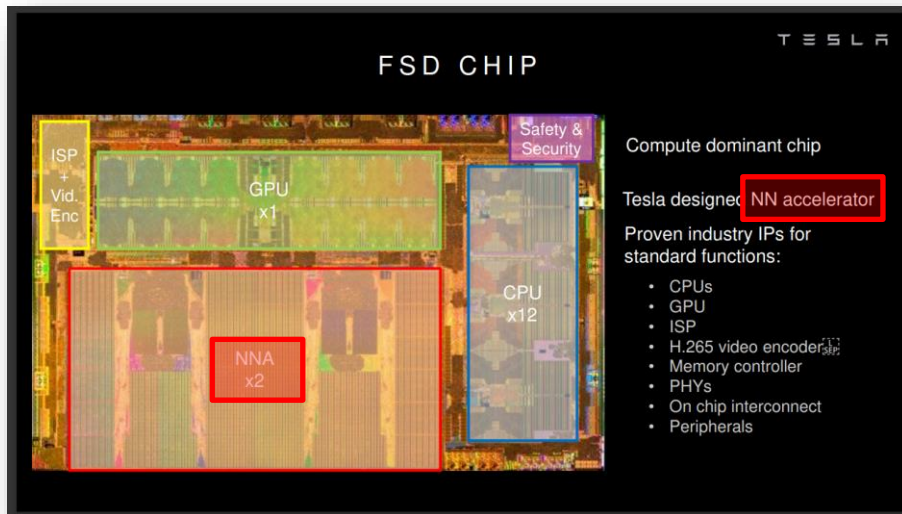 TESLA
FSD CHIP
ISP
+
Vid.
Enc
GPU
x1
Safety &
Security
NNA
x2
CPU
x12
Compute dominant chip
Tesla designed NN accelerator
Proven industry IPs for
standard functions:
• CPUs
• GPU
• ISP
• H.265 video encoder
• Memory controller
• PHYs
• On chip interconnect
• Peripherals